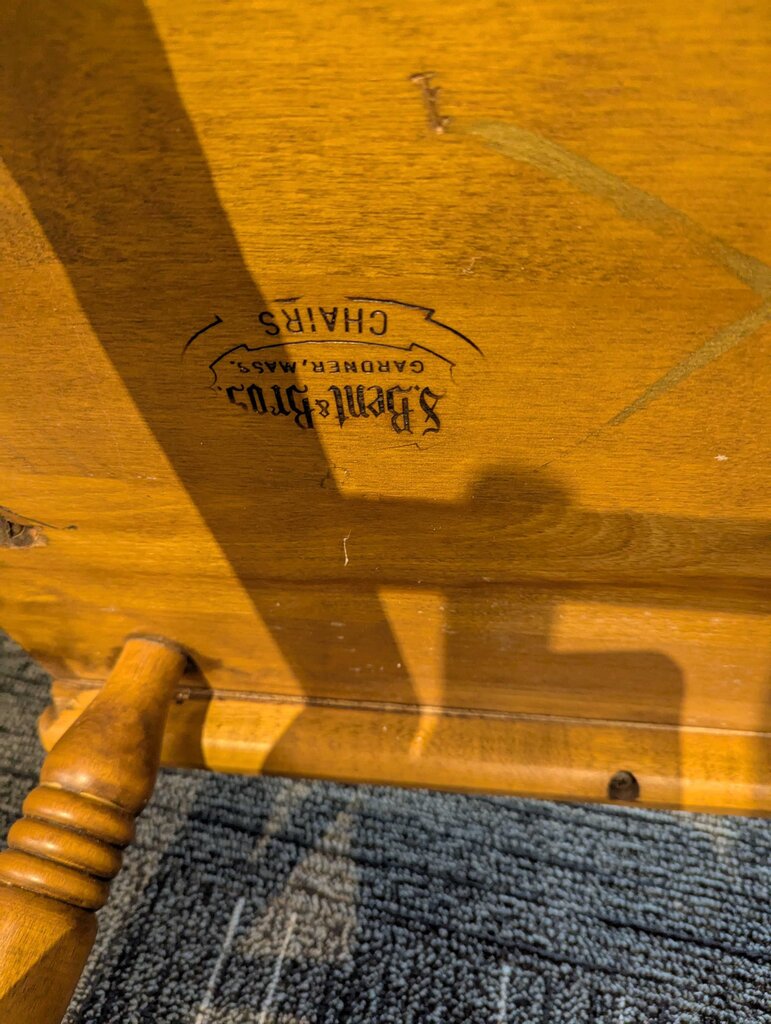 S. Bent & Bros.
GARDNER, MASS.
CHAIRS